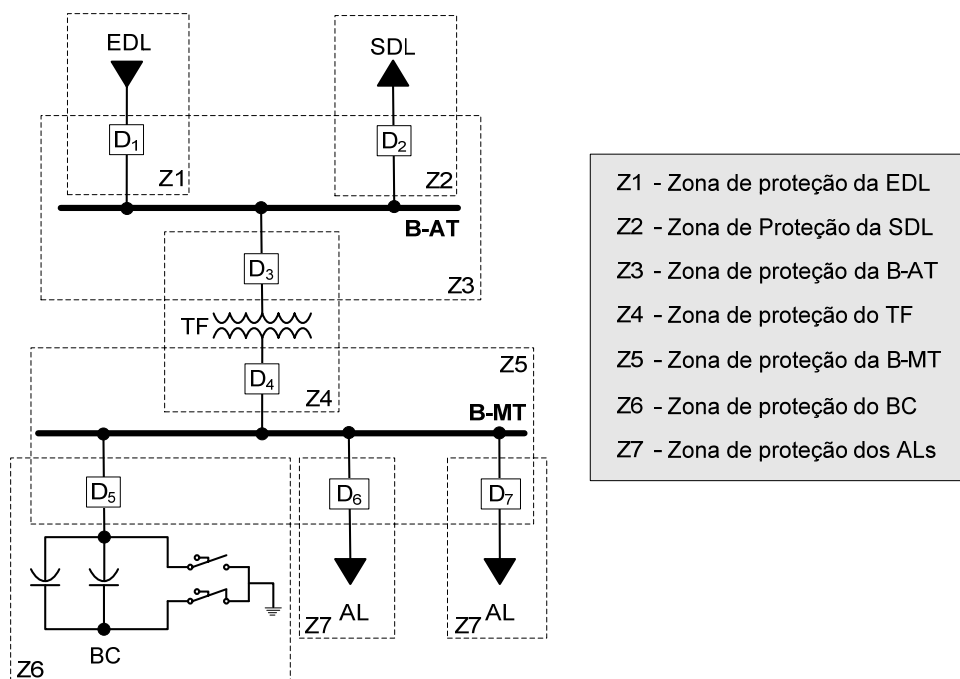 EDL
SDL
D1
D2
Z1
Z2
B-AT
D3
Z3
TF
D4
Z5
Z4
B-MT
D5
D6
D7
AL
AL
Z7
Z7
BC
Z6
Z1 - Zona de proteção da EDL
Z2 - Zona de Proteção da SDL
Z3 - Zona de proteção da B-AT
Z4 - Zona de proteção do TF
Z5 - Zona de proteção da B-MT
Z6 - Zona de proteção do BC
Z7 - Zona de proteção dos ALs